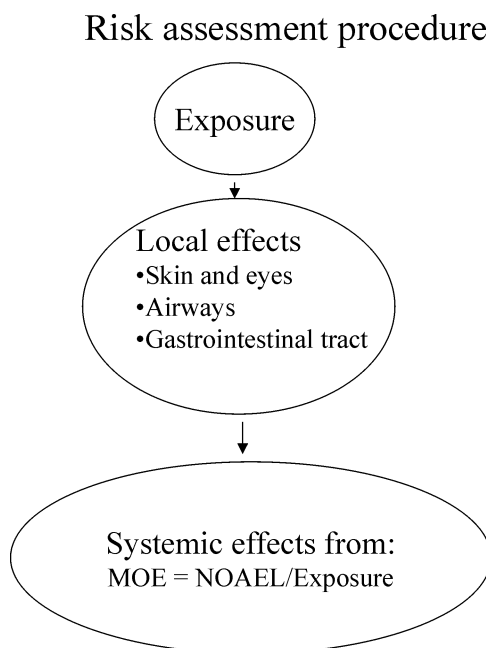 Risk assessment procedure
Exposure
Local effects
•Skin and eyes
•Airways
•Gastrointestinal tract
Systemic effects from:
MOE = NOAEL/Exposure